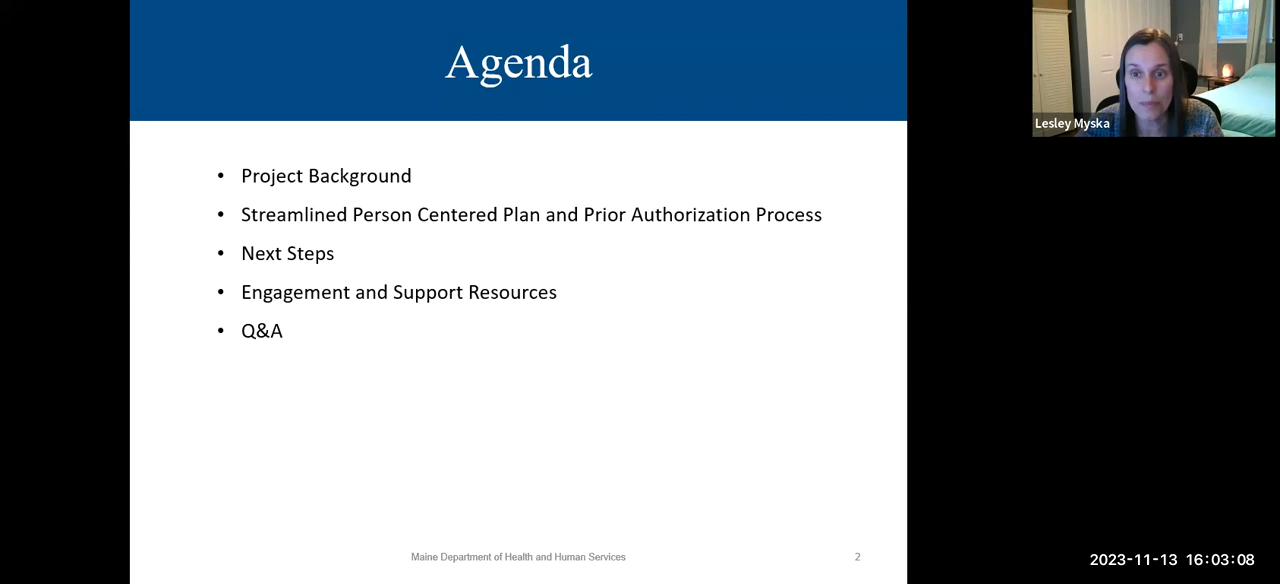 Agenda
• Project Background
• Streamlined Person Centered Plan and Prior Authorization Process
• Next Steps
• Engagement and Support Resources
• Q&A
Maine Department of Health and Human Services
2
Lesley Myska
2023-11-13 16:03:08